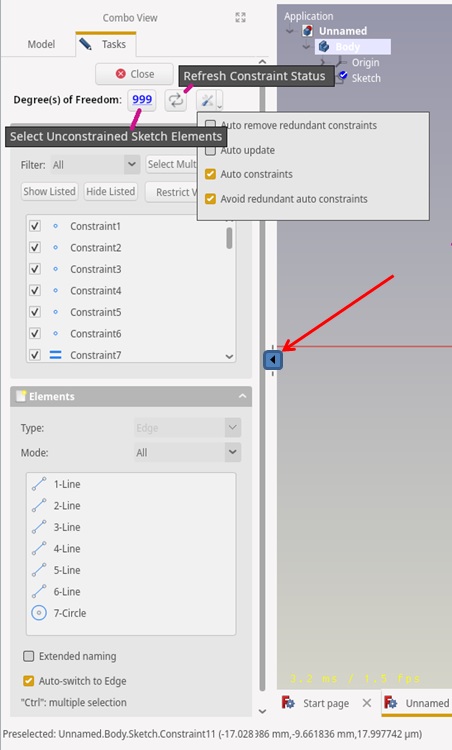 Combo View
Application
Model
Tasks
Unnamed
Body
Close
Refresh Constraint Status
Origin
Sketch
Degree(s) of Freedom:
999
Select Unconstrained Sketch Elements
Auto remove redundant constraints
Auto update
Auto constraints
Avoid redundant auto constraints
Filter:
All
Select Mult
Show Listed
Hide Listed
Restrict V
Constraint1
Constraint2
Constraint3
Constraint4
Constraint5
Constraint6
Constraint7
Elements
Type:
Edge
Mode:
All
1-Line
2-Line
3-Line
4-Line
5-Line
6-Line
7-Circle
Extended naming
Auto-switch to Edge
"Ctrl": multiple selection
2.2 ms / 1.5 fps
Start page
Unnamed
Preselected: Unnamed.Body.Sketch.Constraint11 (-17.028386 mm,-9.661836 mm,17.997742 μm)